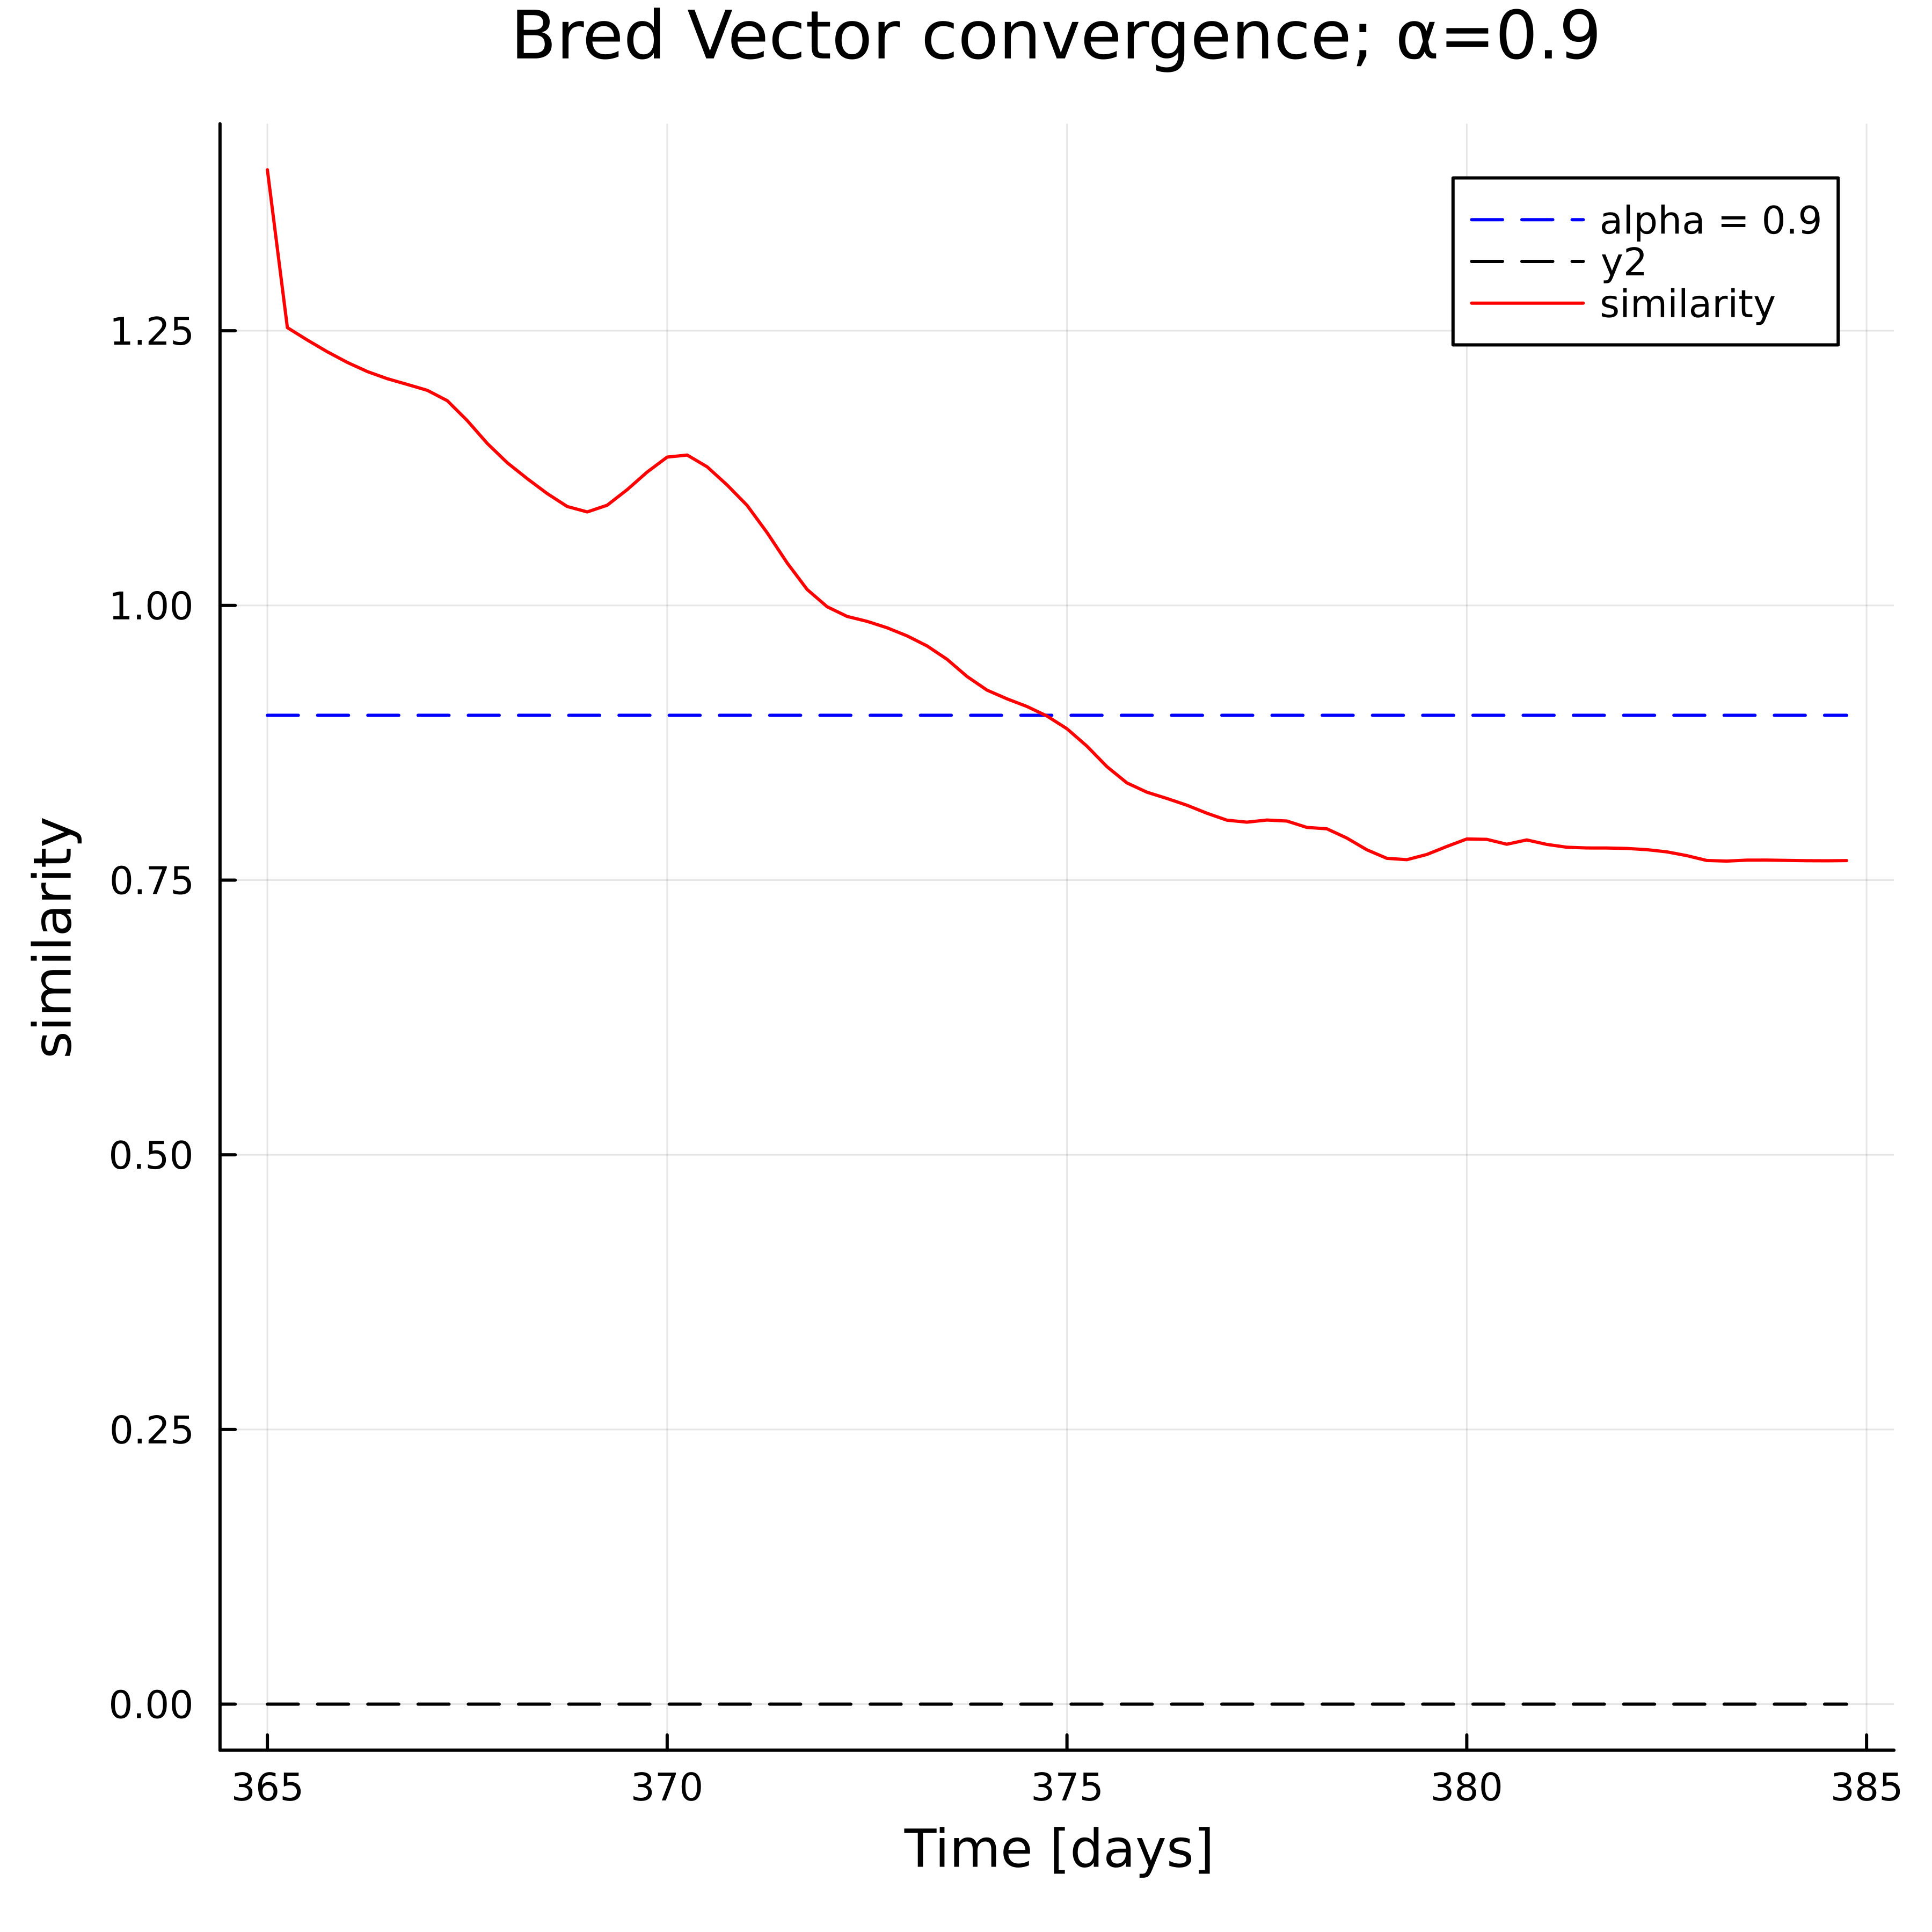 Bred Vector convergence; α=0.9
alpha = 0.9
y2
similarity
1.25
1.00
0.75
0.50
0.25
0.00
similarity
365 370 375 380 385
Time [days]